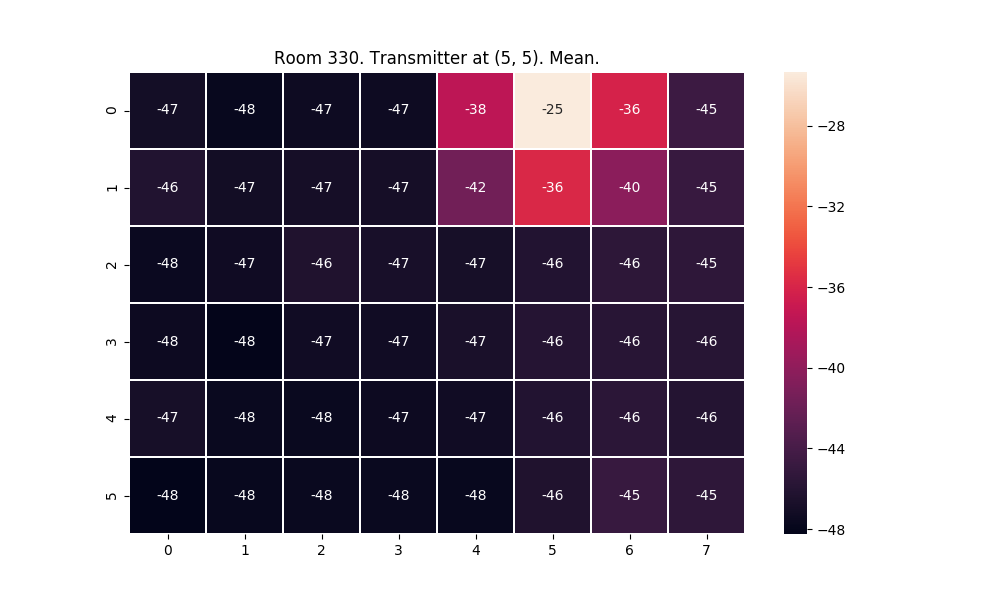 Room 330. Transmitter at (5, 5). Mean.
0 -47 -48 -47 -47 -38 -25 -36 -45
1 -46 -47 -47 -47 -42 -36 -40 -45
2 -48 -47 -46 -47 -47 -46 -46 -45
3 -48 -48 -47 -47 -47 -46 -46 -46
4 -47 -48 -48 -47 -47 -46 -46 -46
5 -48 -48 -48 -48 -48 -46 -45 -45
0 1 2 3 4 5 6 7
−28
−32
−36
−40
−44
−48